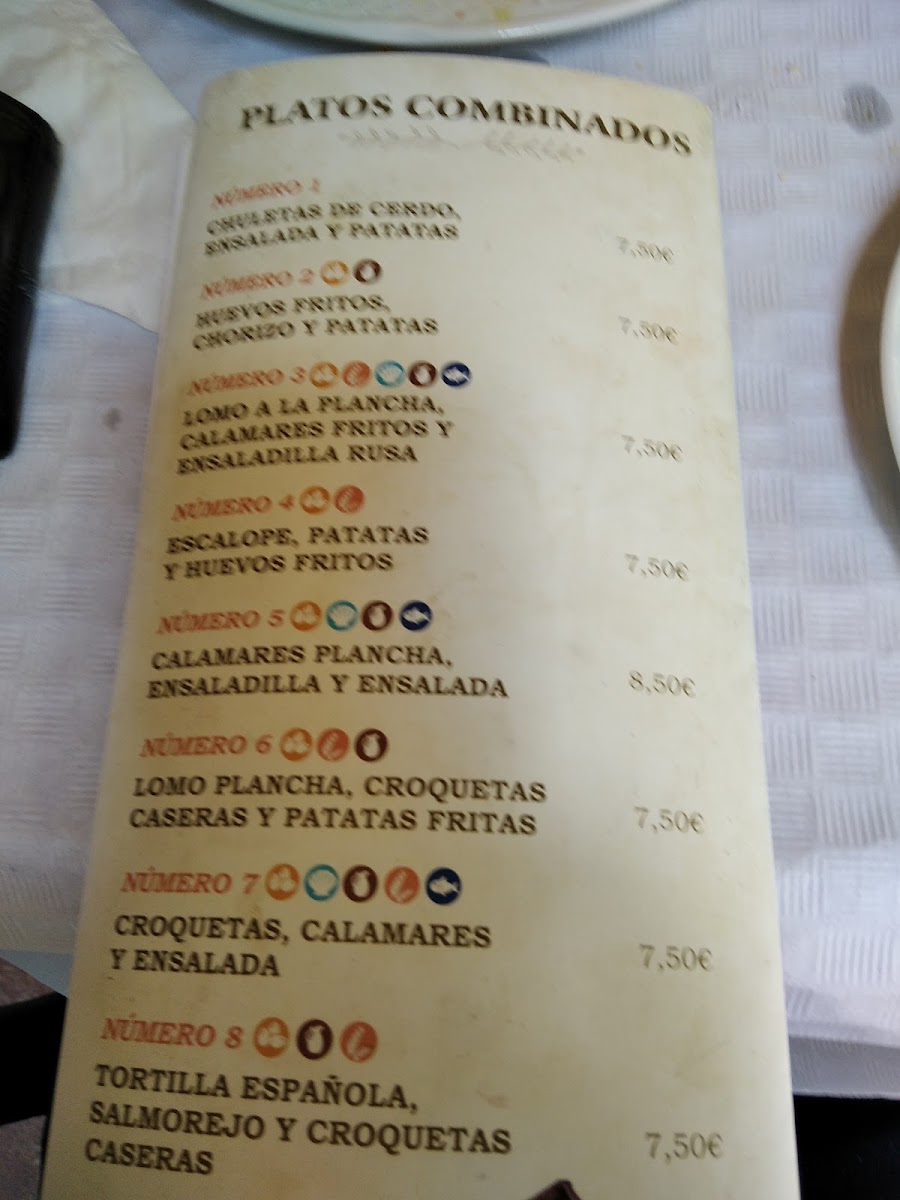 PLATOS COMBINADOS
NÚMERO 1
CHULETAS DE CERDO,
ENSALADA Y PATATAS
7,50€
NÚMERO 2
HUEVOS FRITOS,
CHORIZO Y PATATAS
7,50€
NÚMERO 3
LOMO A LA PLANCHA,
CALAMARES FRITOS Y
ENSALADILLA RUSA
7,50€
NÚMERO 4
ESCALOPE, PATATAS
Y HUEVOS FRITOS
7,50€
NÚMERO 5
CALAMARES PLANCHA,
ENSALADILLA Y ENSALADA
8,50€
NÚMERO 6
LOMO PLANCHA, CROQUETAS
CASERAS Y PATATAS FRITAS
7,50€
NÚMERO 7
CROQUETAS, CALAMARES
Y ENSALADA
7,50€
NÚMERO 8
TORTILLA ESPAÑOLA,
SALMOREJO Y CROQUETAS
CASERAS
7,50€